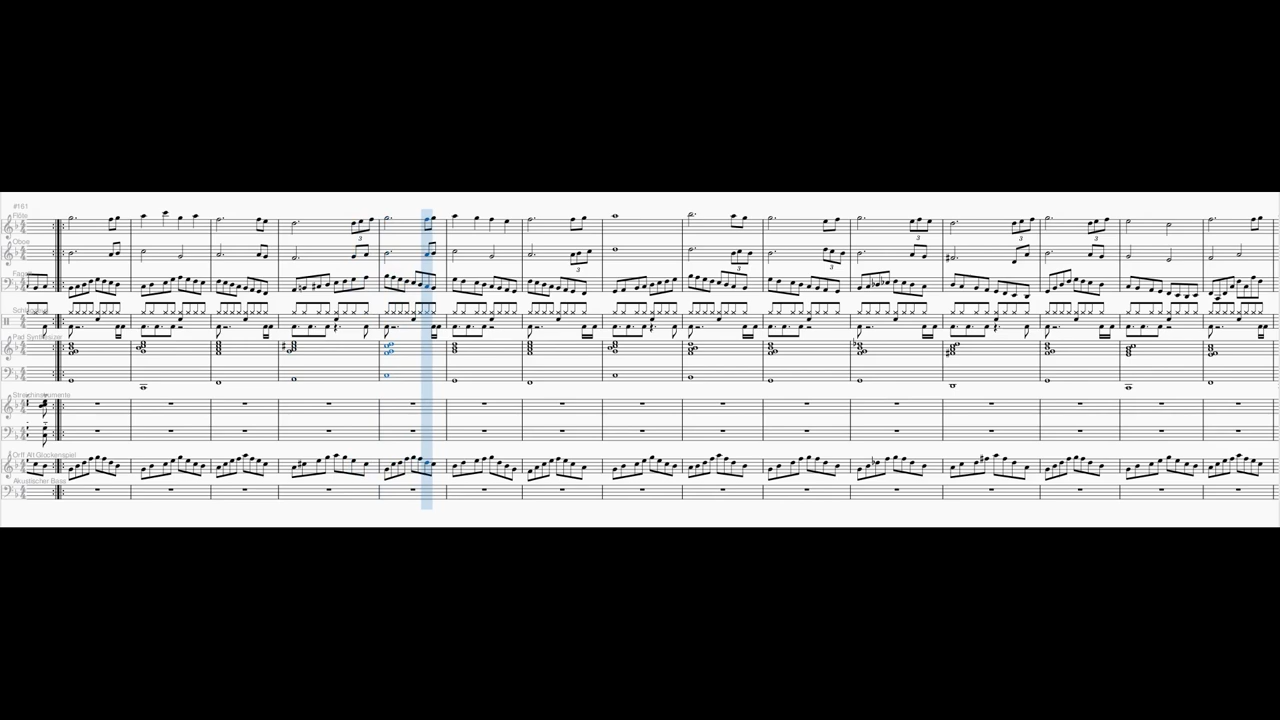 #161
Flöte
Oboe
Fagott
Schlagzeug
Pad Synthesizer
Streichinstrumente
Orff Alt Glockenspiel
Akustischer Bass